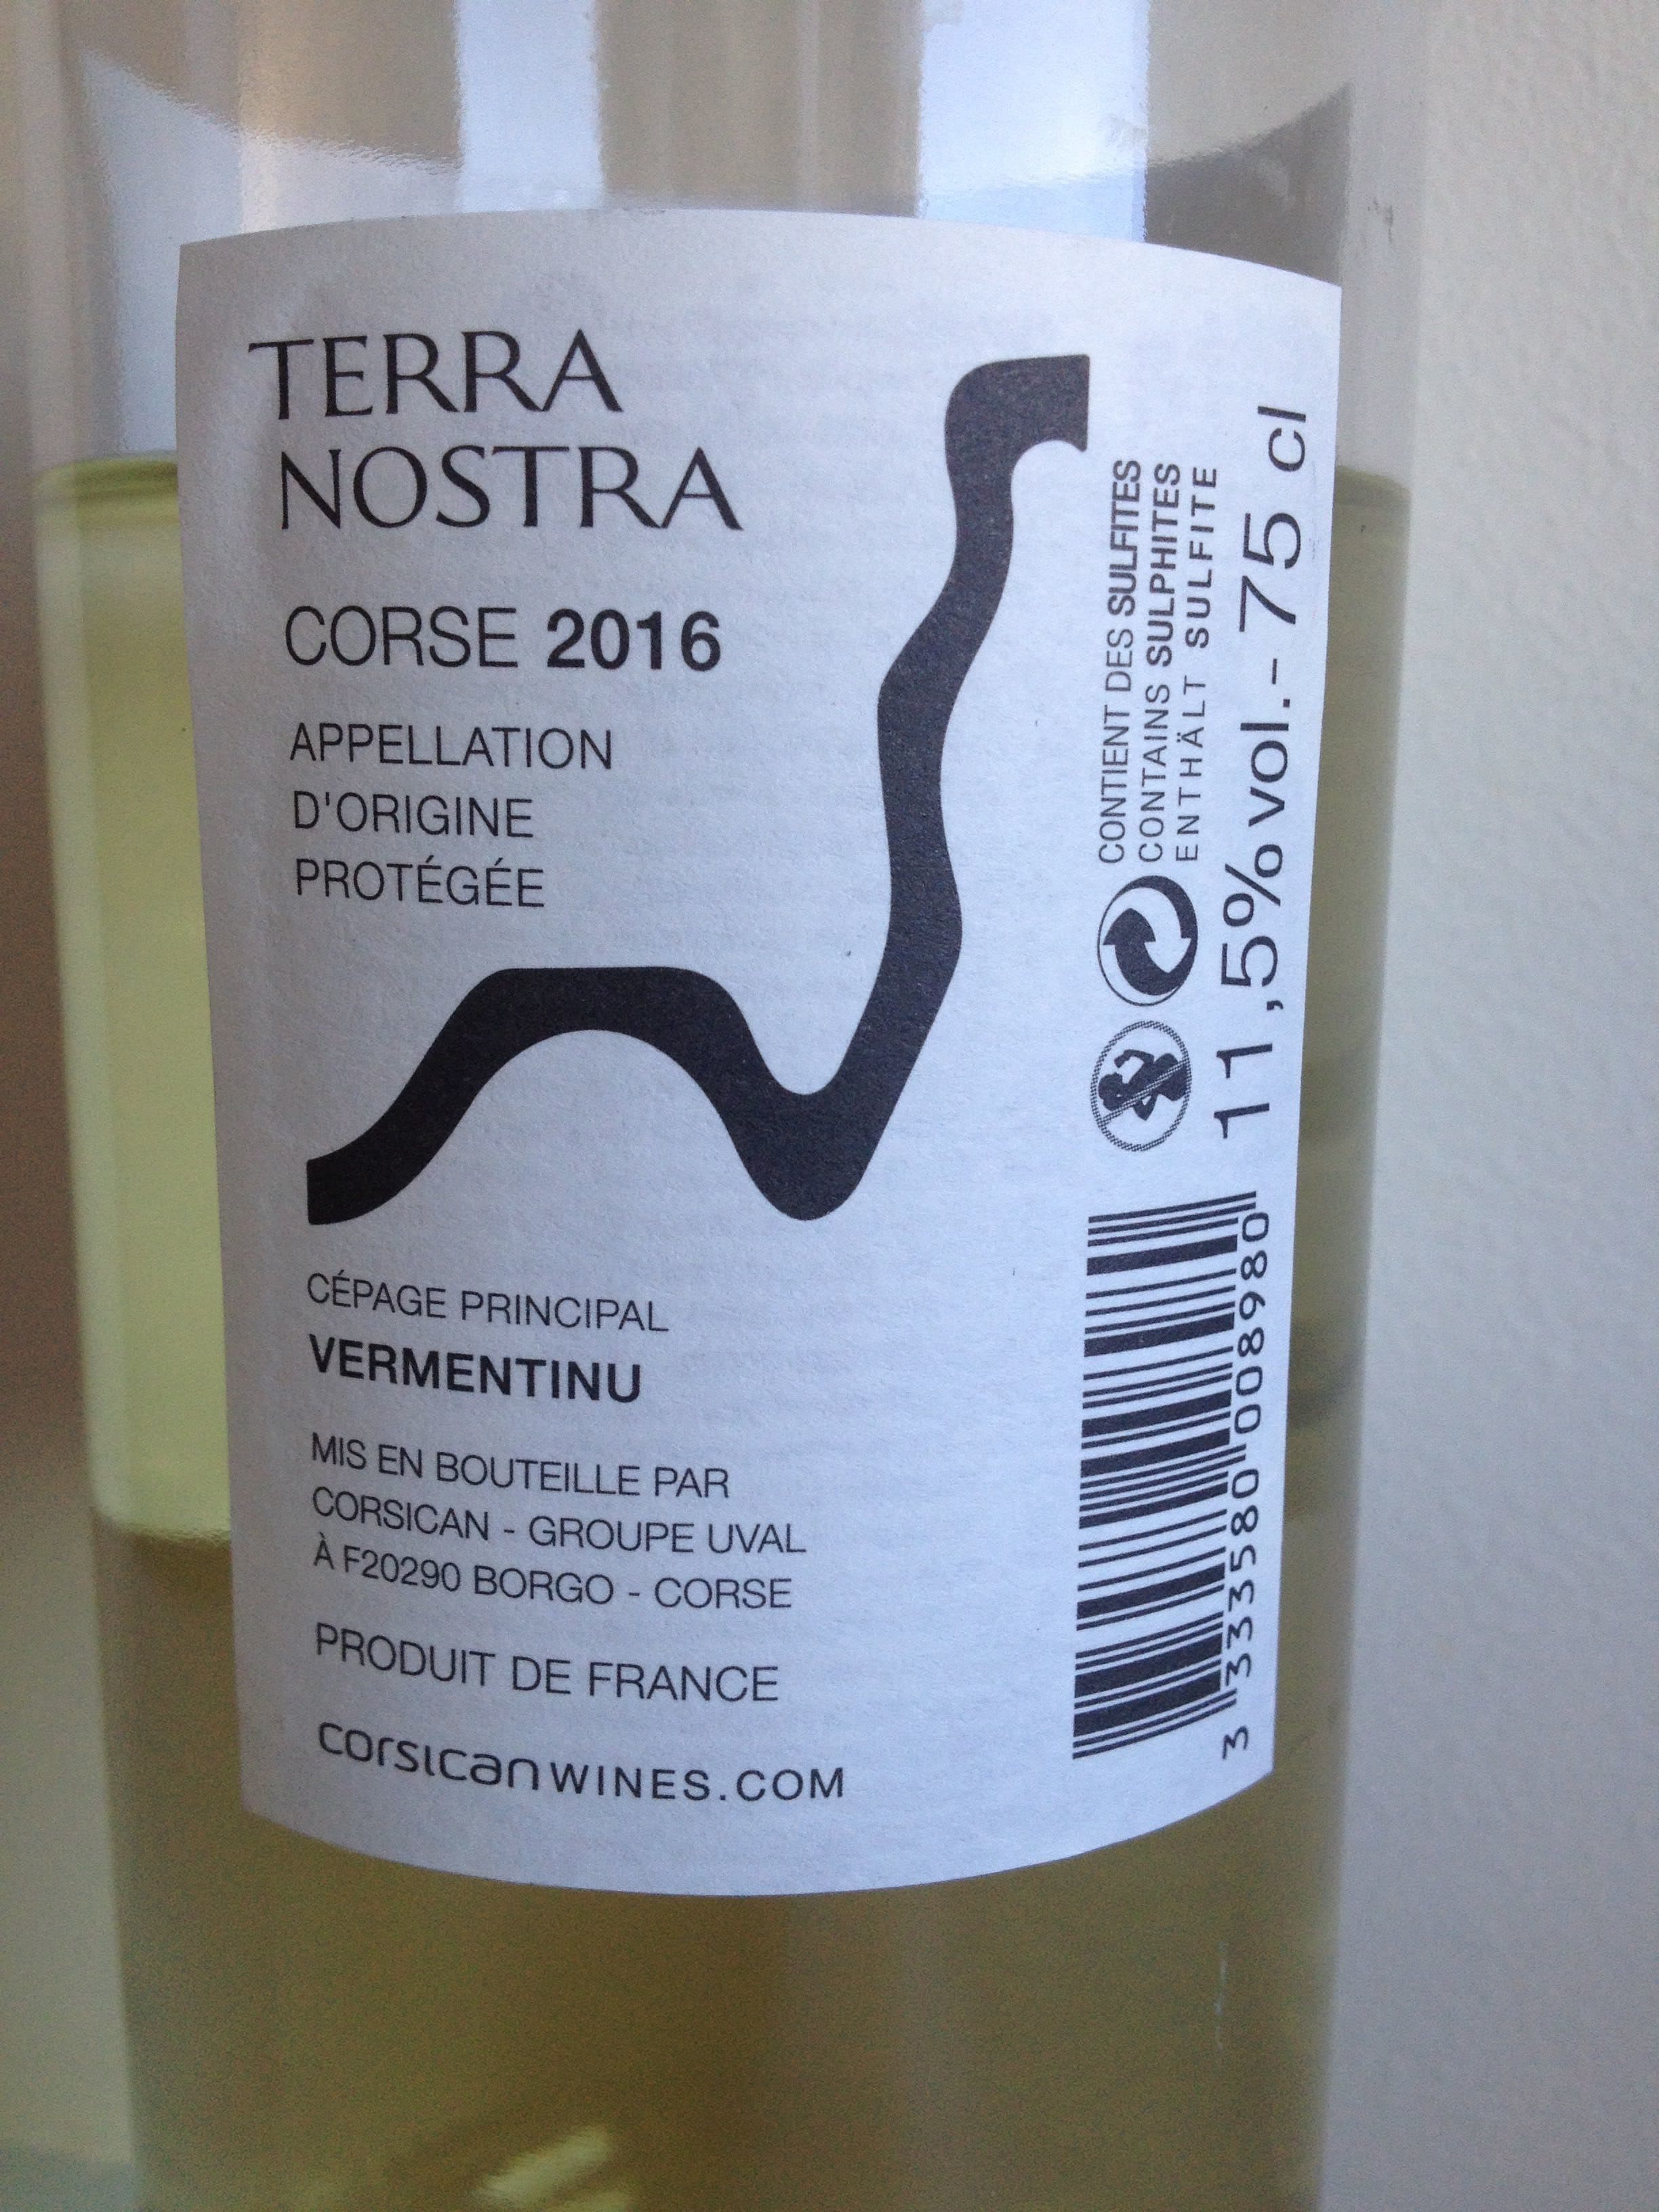 TERRA
NOSTRA
CORSE 2016
APPELLATION
D'ORIGINE
PROTÉGÉE
CÉPAGE PRINCIPAL
VERMENTINU
MIS EN BOUTEILLE PAR
CORSICAN - GROUPE UVAL
À F20290 BORGO - CORSE
PRODUIT DE FRANCE
corsicanWINES.COM
CONTIENT DES SULFITES
CONTAINS SULPHITES
ENTHÄLT SULFITE
11,5% vol.- 75 cl
3 333580 008980